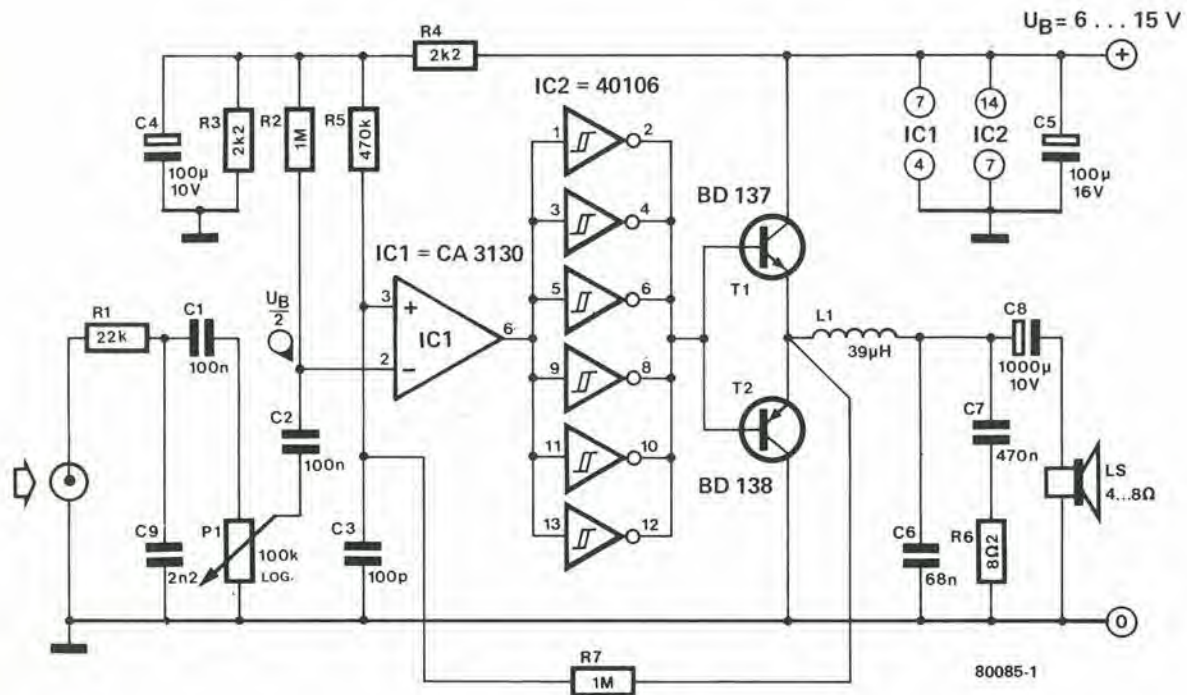 U_B = 6 ... 15 V
R4
2k2
+
IC2 = 40106
C4
100µ
10V
R3
2k2
R2
1M
R5
470k
1
2
7
14
IC1
IC2
4
7
C5
100µ
16V
3
4
BD 137
IC1 = CA 3130
5
6
T1
U_B
2
3
+
IC1
6
2
−
R1
22k
C1
100n
9
8
L1
39µH
C8
1000µ
10V
T2
C2
100n
11
10
BD 138
C7
470n
LS
4...8Ω
13
12
C9
2n2
P1
100k
LOG.
C3
100p
C6
68n
R6
8Ω2
0
R7
1M
80085-1